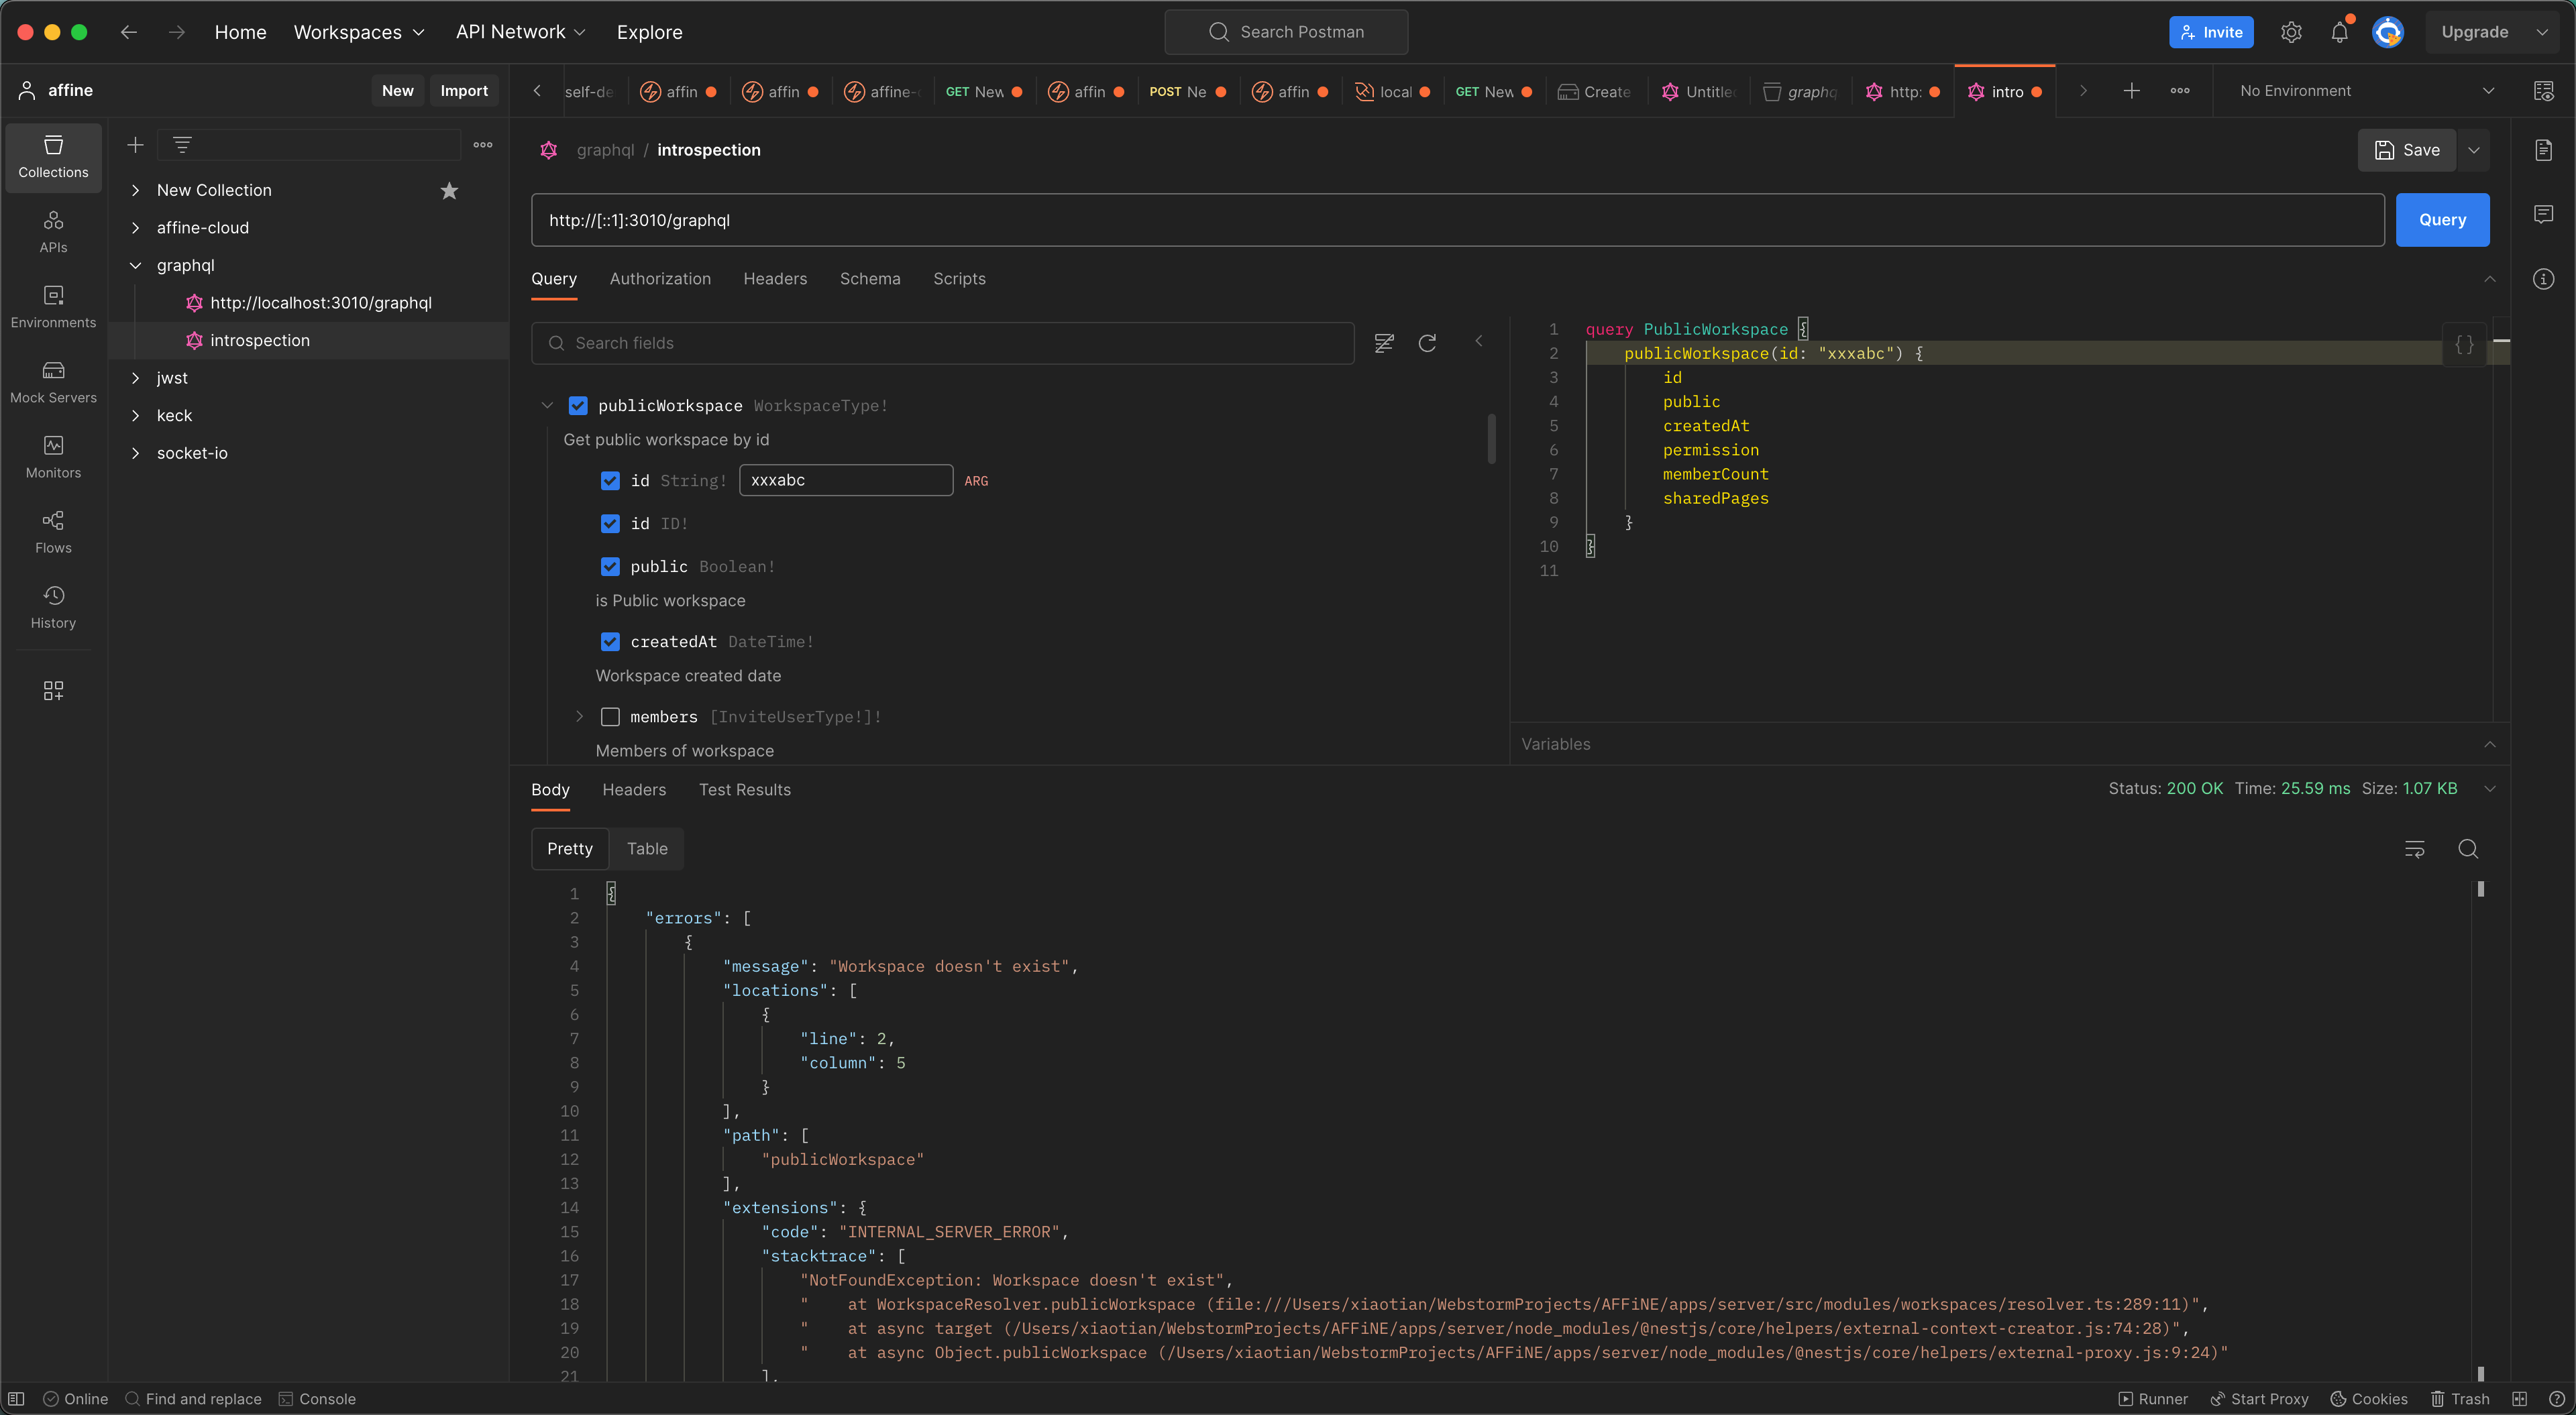 Home Workspaces API Network Explore Search Postman Invite Upgrade
affine New Import
self-de affin affin affine- GET New affin POST Ne affin local GET New Create Untitle graphq http: intro No Environment
Collections
APIs
Environments
Mock Servers
Monitors
Flows
History
New Collection
affine-cloud
graphql
http://localhost:3010/graphql
introspection
jwst
keck
socket-io
graphql / introspection Save
http://[::1]:3010/graphql Query
Query Authorization Headers Schema Scripts
Search fields
publicWorkspace WorkspaceType!
Get public workspace by id
id String! xxxabc ARG
id ID!
public Boolean!
is Public workspace
createdAt DateTime!
Workspace created date
members [InviteUserType!]!
Members of workspace
1 query PublicWorkspace {
2 publicWorkspace(id: "xxxabc") {
3 id
4 public
5 createdAt
6 permission
7 memberCount
8 sharedPages
9 }
10 }
11
Variables
Body Headers Test Results Status: 200 OK Time: 25.59 ms Size: 1.07 KB
Pretty Table
1 {
2 "errors": [
3 {
4 "message": "Workspace doesn't exist",
5 "locations": [
6 {
7 "line": 2,
8 "column": 5
9 }
10 ],
11 "path": [
12 "publicWorkspace"
13 ],
14 "extensions": {
15 "code": "INTERNAL_SERVER_ERROR",
16 "stacktrace": [
17 "NotFoundException: Workspace doesn't exist",
18 "    at WorkspaceResolver.publicWorkspace (file:///Users/xiaotian/WebstormProjects/AFFiNE/apps/server/src/modules/workspaces/resolver.ts:289:11)",
19 "    at async target (/Users/xiaotian/WebstormProjects/AFFiNE/apps/server/node_modules/@nestjs/core/helpers/external-context-creator.js:74:28)",
20 "    at async Object.publicWorkspace (/Users/xiaotian/WebstormProjects/AFFiNE/apps/server/node_modules/@nestjs/core/helpers/external-proxy.js:9:24)"
21 ],
Online Find and replace Console Runner Start Proxy Cookies Trash